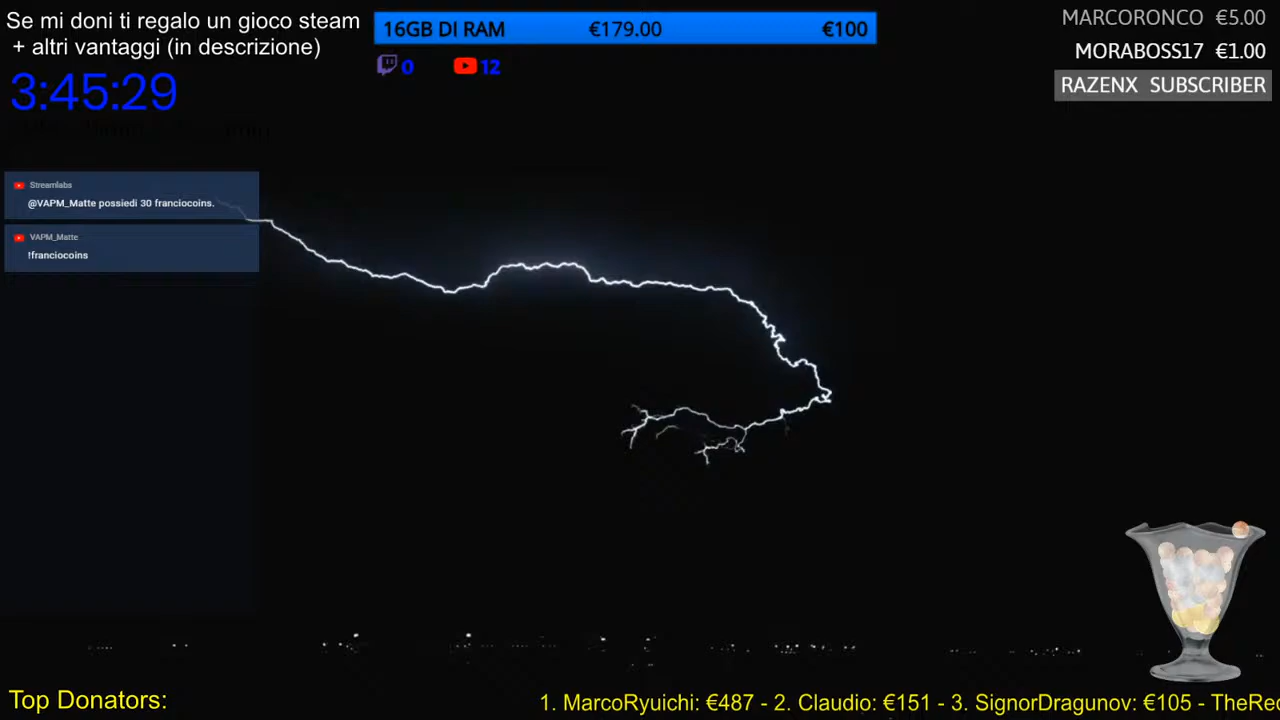 Se mi doni ti regalo un gioco steam
+ altri vantaggi (in descrizione)
3:45:29
16GB DI RAM €179.00 €100
0 12
MARCORONCO €5.00
MORABOSS17 €1.00
RAZENX SUBSCRIBER
Streamlabs
@VAPM_Matte possiedi 30 franciocoins.
VAPM_Matte
!franciocoins
Top Donators: 1. MarcoRyuichi: €487 - 2. Claudio: €151 - 3. SignorDragunov: €105 -